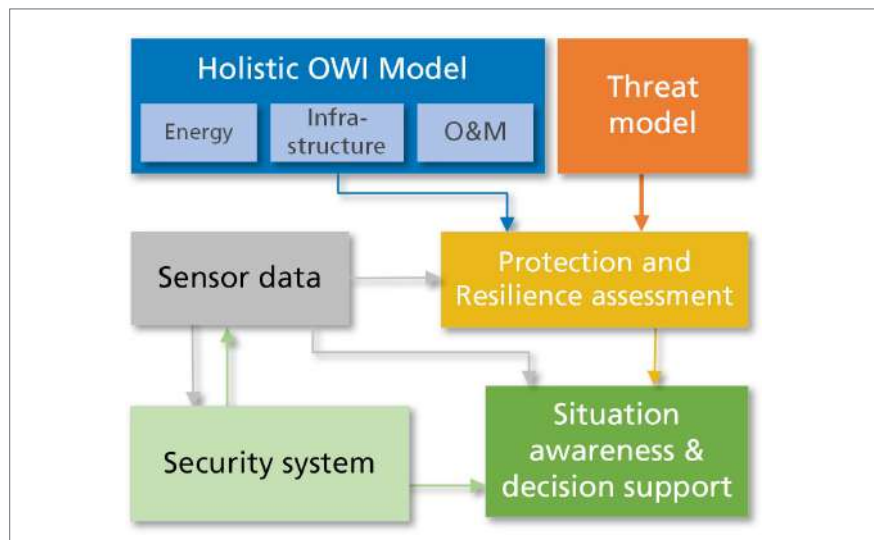 Holistic OWI Model
Threat
model
Energy
Infra-
structure
O&M
Sensor data
Protection and
Resilience assessment
Security system
Situation
awareness &
decision support